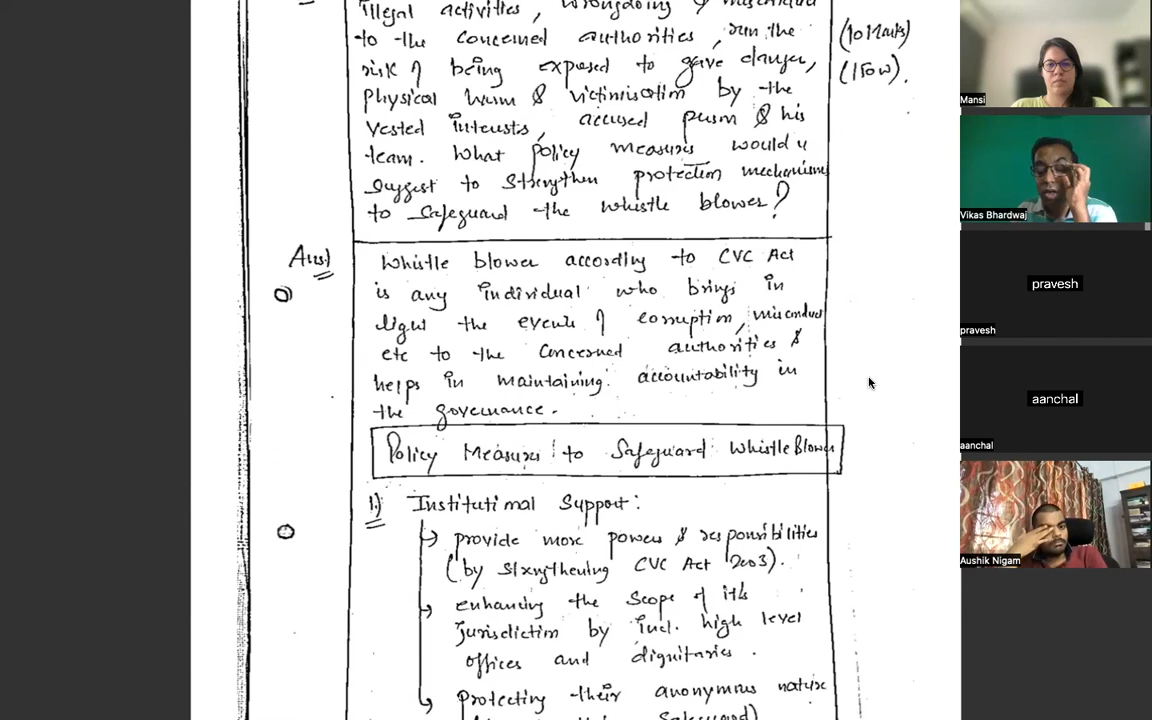 Illegal activities, wrongdoing & misconduct
to the concerned authorities, run the
risk of being exposed to gave danger,
Physical harm & victimisation by the
vested interests, accused person & his
team. What policy measures would u
suggest to strengthen protection mechanisms
to safeguard the whistle blower?
(10 Marks)
(150w).
Ans)
Whistle blower according to CVC Act
is any individual who brings in
light the events of corruption, misconduct
etc to the concerned authorities &
helps in maintaining accountability in
the governance.
Policy Measures to Safeguard Whistle Blower
1.) Institutional Support:
provide more powers & responsibilities
(by strengthening CVC Act 2003).
enhancing the scope of its
jurisdiction by incl. high level
offices and dignitaries.
protecting their anonymous nature
Safeguard)
Mansi
Vikas Bhardwaj
pravesh
pravesh
aanchal
aanchal
Aushik Nigam